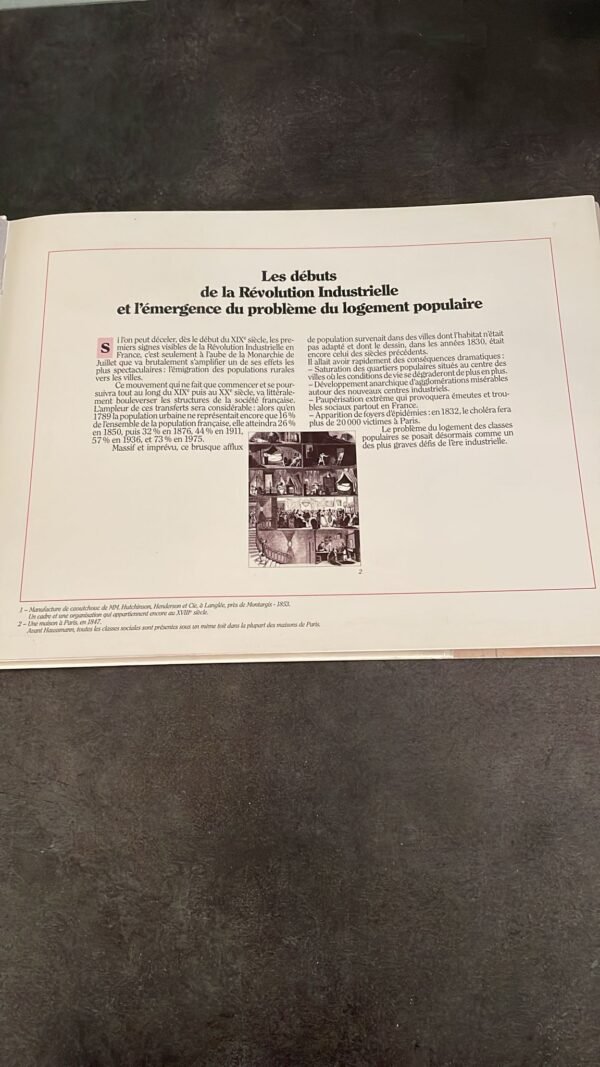 Les débuts
de la Révolution Industrielle
et l'émergence du problème du logement populaire
Si l'on peut déceler, dès le début du XIXe siècle, les pre-
miers signes visibles de la Révolution Industrielle en
France, c'est seulement à l'aube de la Monarchie de
Juillet que va brutalement s'amplifier un de ses effets les
plus spectaculaires : l'émigration des populations rurales
vers les villes.
Ce mouvement qui ne fait que commencer et se pour-
suivra tout au long du XIXe puis au XXe siècle, va littérale-
ment bouleverser les structures de la société française.
L'ampleur de ces transferts sera considérable : alors qu'en
1789 la population urbaine ne représentait encore que 16 %
de l'ensemble de la population française, elle atteindra 26 %
en 1850, puis 32 % en 1876, 44 % en 1911,
57 % en 1936, et 73 % en 1975.
Massif et imprévu, ce brusque afflux
de population survenait dans des villes dont l'habitat n'était
pas adapté et dont le dessin, dans les années 1830, était
encore celui des siècles précédents.
Il allait avoir rapidement des conséquences dramatiques :
– Saturation des quartiers populaires situés au centre des
villes où les conditions de vie se dégraderont de plus en plus.
– Développement anarchique d'agglomérations misérables
autour des nouveaux centres industriels.
– Paupérisation extrême qui provoquera émeutes et trou-
bles sociaux partout en France.
– Apparition de foyers d'épidémies : en 1832, le choléra fera
plus de 20 000 victimes à Paris.
Le problème du logement des classes
populaires se posait désormais comme un
des plus graves défis de l'ère industrielle.
2
1 – Manufacture de caoutchouc de MM. Hutchinson, Henderson et Cie, à Langlée, près de Montargis - 1853.
Un cadre et une organisation qui appartiennent encore au XVIIIe siècle.
2 – Une maison à Paris, en 1847.
Avant Haussmann, toutes les classes sociales sont présentes sous un même toit dans la plupart des maisons de Paris.